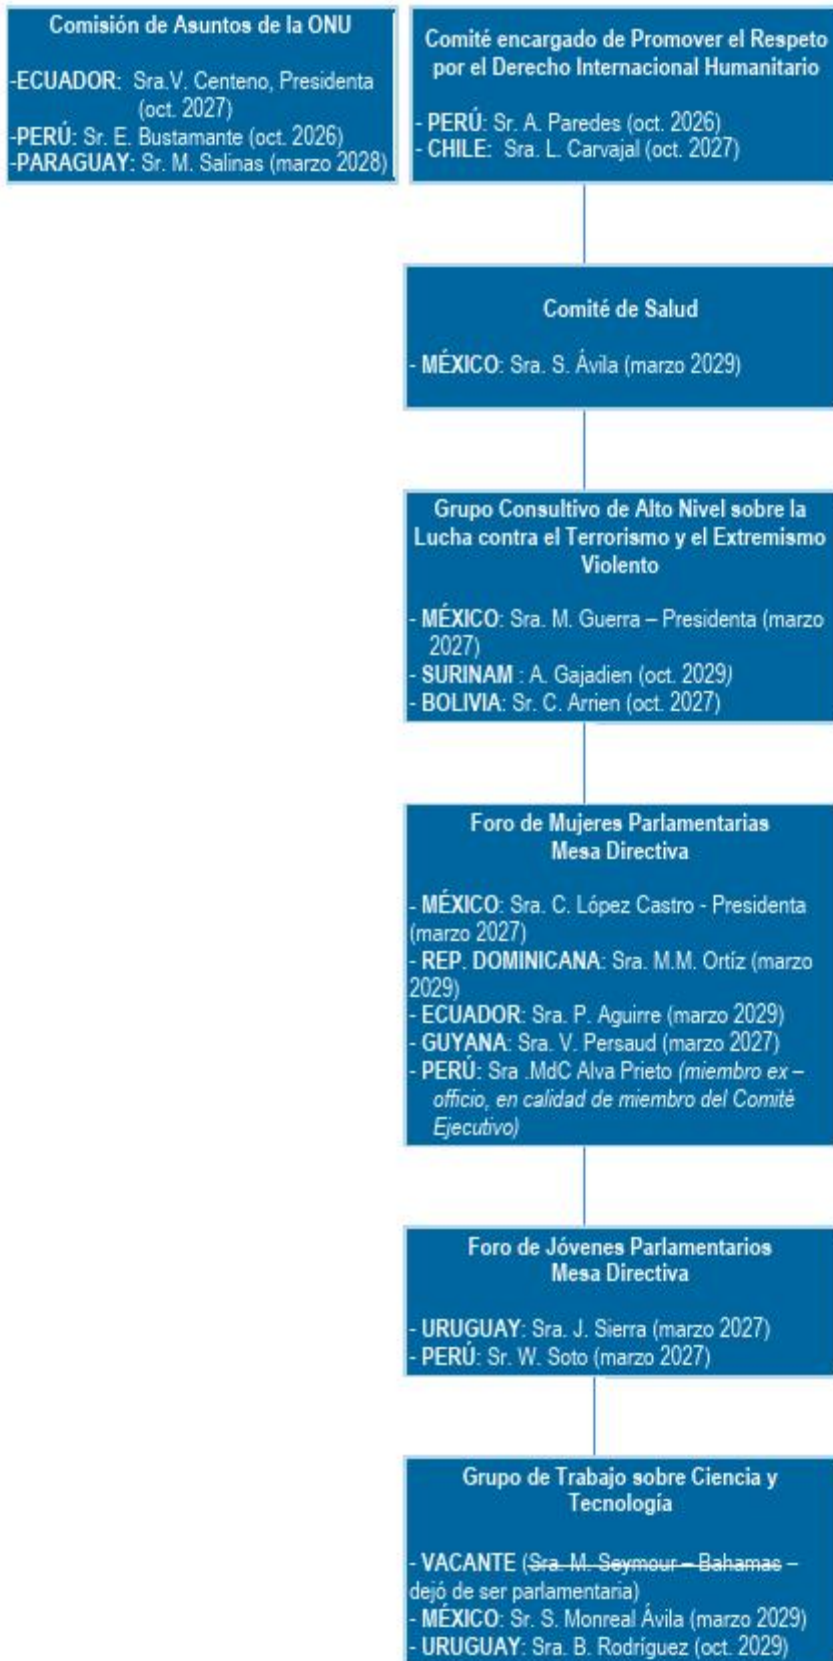 Comisión de Asuntos de la ONU
-ECUADOR: Sra.V. Centeno, Presidenta
(oct. 2027)
-PERÚ: Sr. E. Bustamante (oct. 2026)
-PARAGUAY: Sr. M. Salinas (marzo 2028)
Comité encargado de Promover el Respeto
por el Derecho Internacional Humanitario
- PERÚ: Sr. A. Paredes (oct. 2026)
- CHILE: Sra. L. Carvajal (oct. 2027)
Comité de Salud
- MÉXICO: Sra. S. Ávila (marzo 2029)
Grupo Consultivo de Alto Nivel sobre la
Lucha contra el Terrorismo y el Extremismo
Violento
- MÉXICO: Sra. M. Guerra – Presidenta (marzo
2027)
- SURINAM : A. Gajadien (oct. 2029)
- BOLIVIA: Sr. C. Arrien (oct. 2027)
Foro de Mujeres Parlamentarias
Mesa Directiva
- MÉXICO: Sra. C. López Castro - Presidenta
(marzo 2027)
- REP. DOMINICANA: Sra. M.M. Ortíz (marzo
2029)
- ECUADOR: Sra. P. Aguirre (marzo 2029)
- GUYANA: Sra. V. Persaud (marzo 2027)
- PERÚ: Sra .MdC Alva Prieto (miembro ex –
officio, en calidad de miembro del Comité
Ejecutivo)
Foro de Jóvenes Parlamentarios
Mesa Directiva
- URUGUAY: Sra. J. Sierra (marzo 2027)
- PERÚ: Sr. W. Soto (marzo 2027)
Grupo de Trabajo sobre Ciencia y
Tecnología
- VACANTE (Sra. M. Seymour – Bahamas –
dejó de ser parlamentaria)
- MÉXICO: Sr. S. Monreal Ávila (marzo 2029)
- URUGUAY: Sra. B. Rodríguez (oct. 2029)